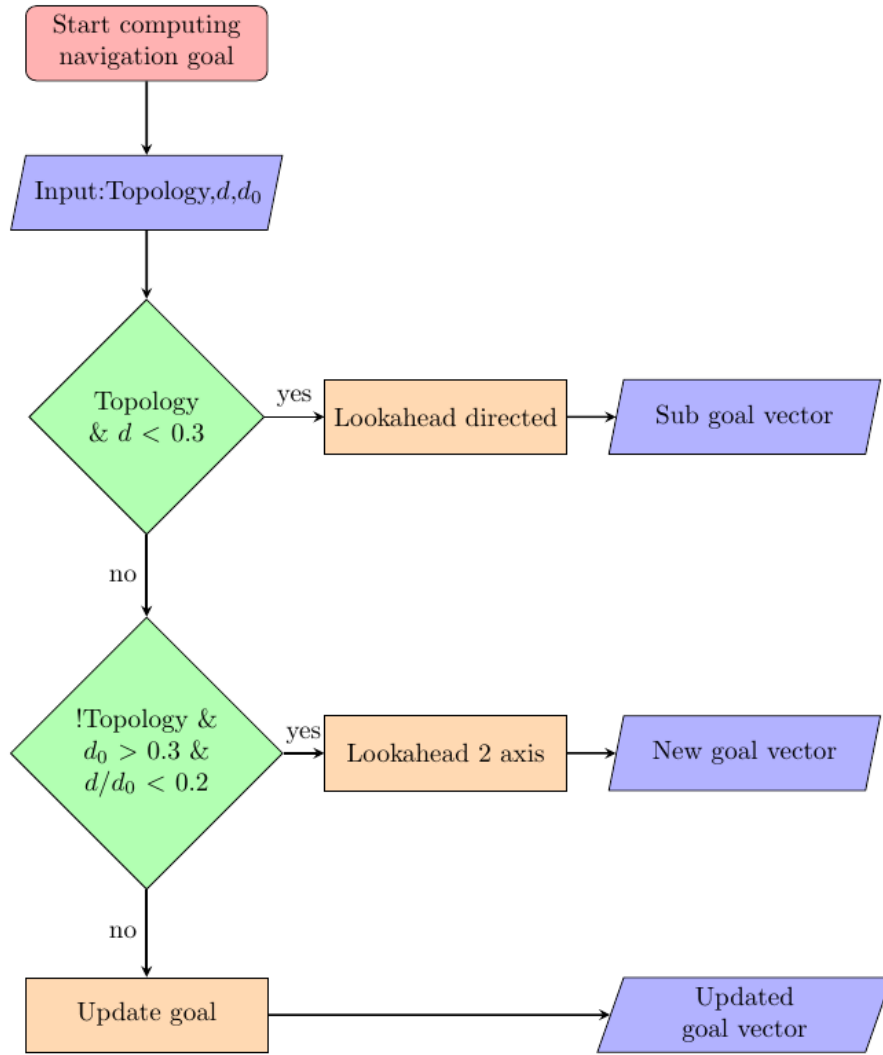 Start computing
navigation goal
Input:Topology,d,d₀
Topology
& d < 0.3
yes
Lookahead directed
Sub goal vector
no
!Topology &
d₀ > 0.3 &
d/d₀ < 0.2
yes
Lookahead 2 axis
New goal vector
no
Update goal
Updated
goal vector